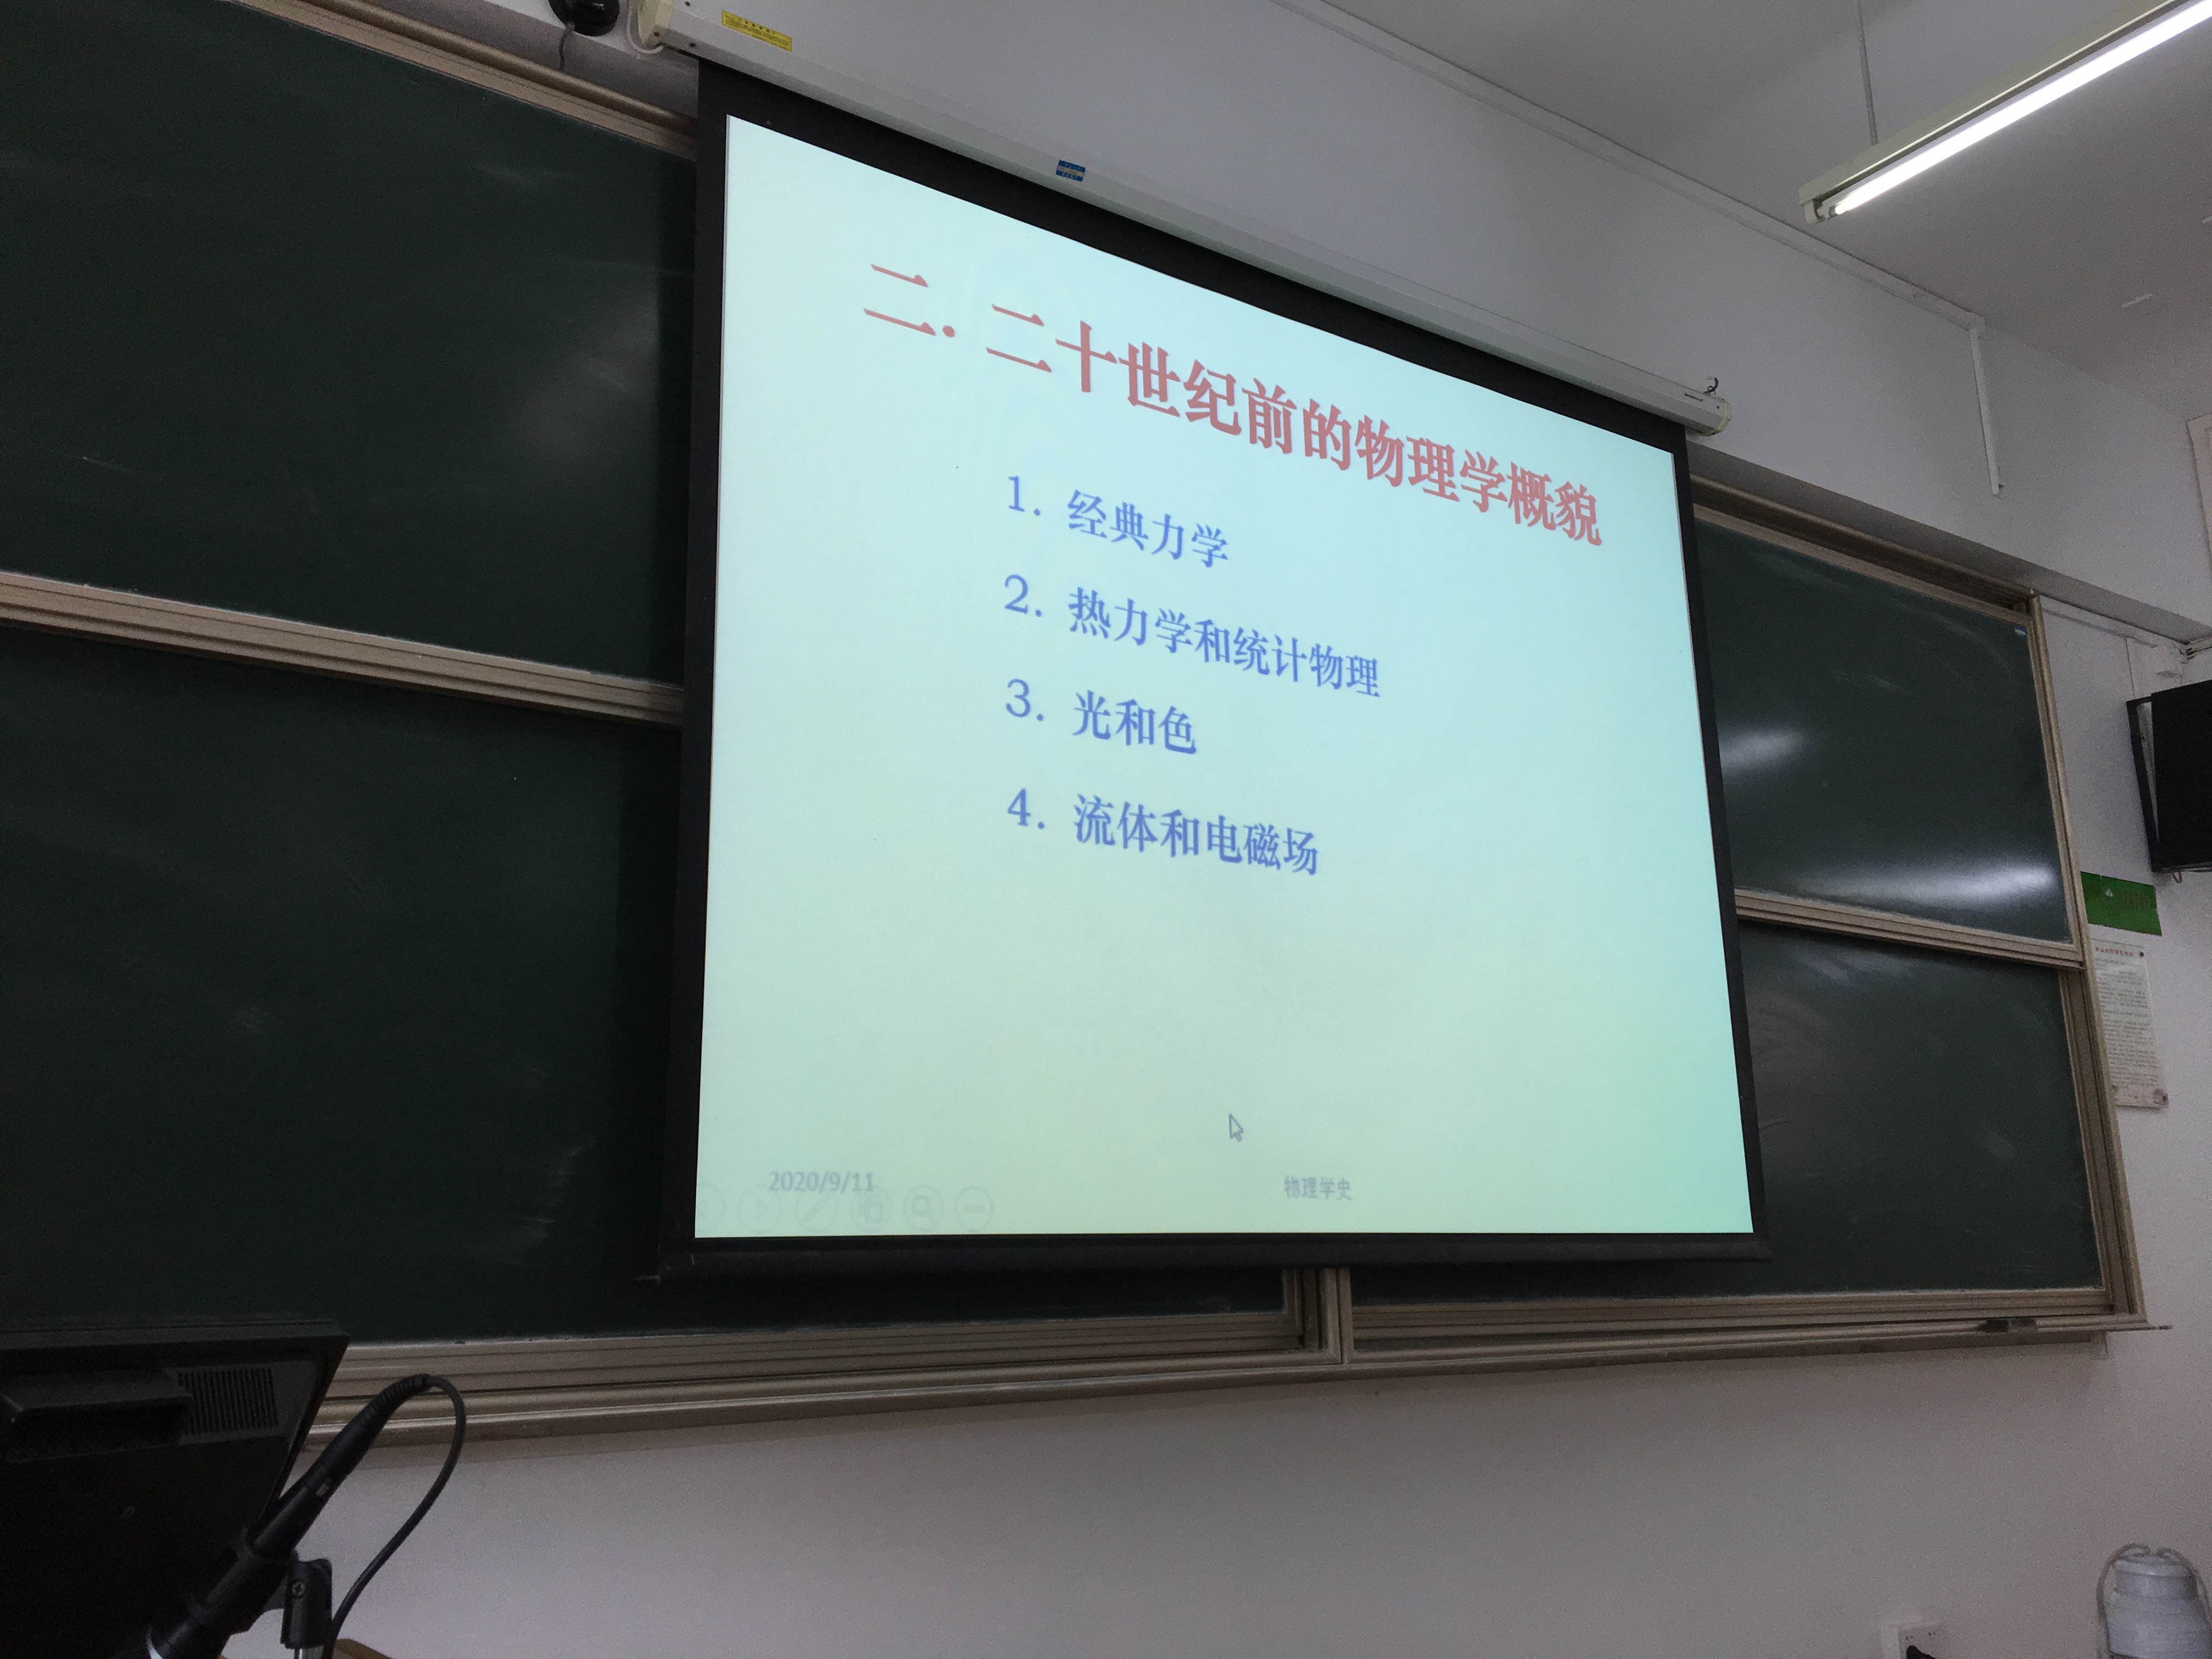 二. 二十世纪前的物理学概貌
1. 经典力学
2. 热力学和统计物理
3. 光和色
4. 流体和电磁场
2020/9/11
物理学史